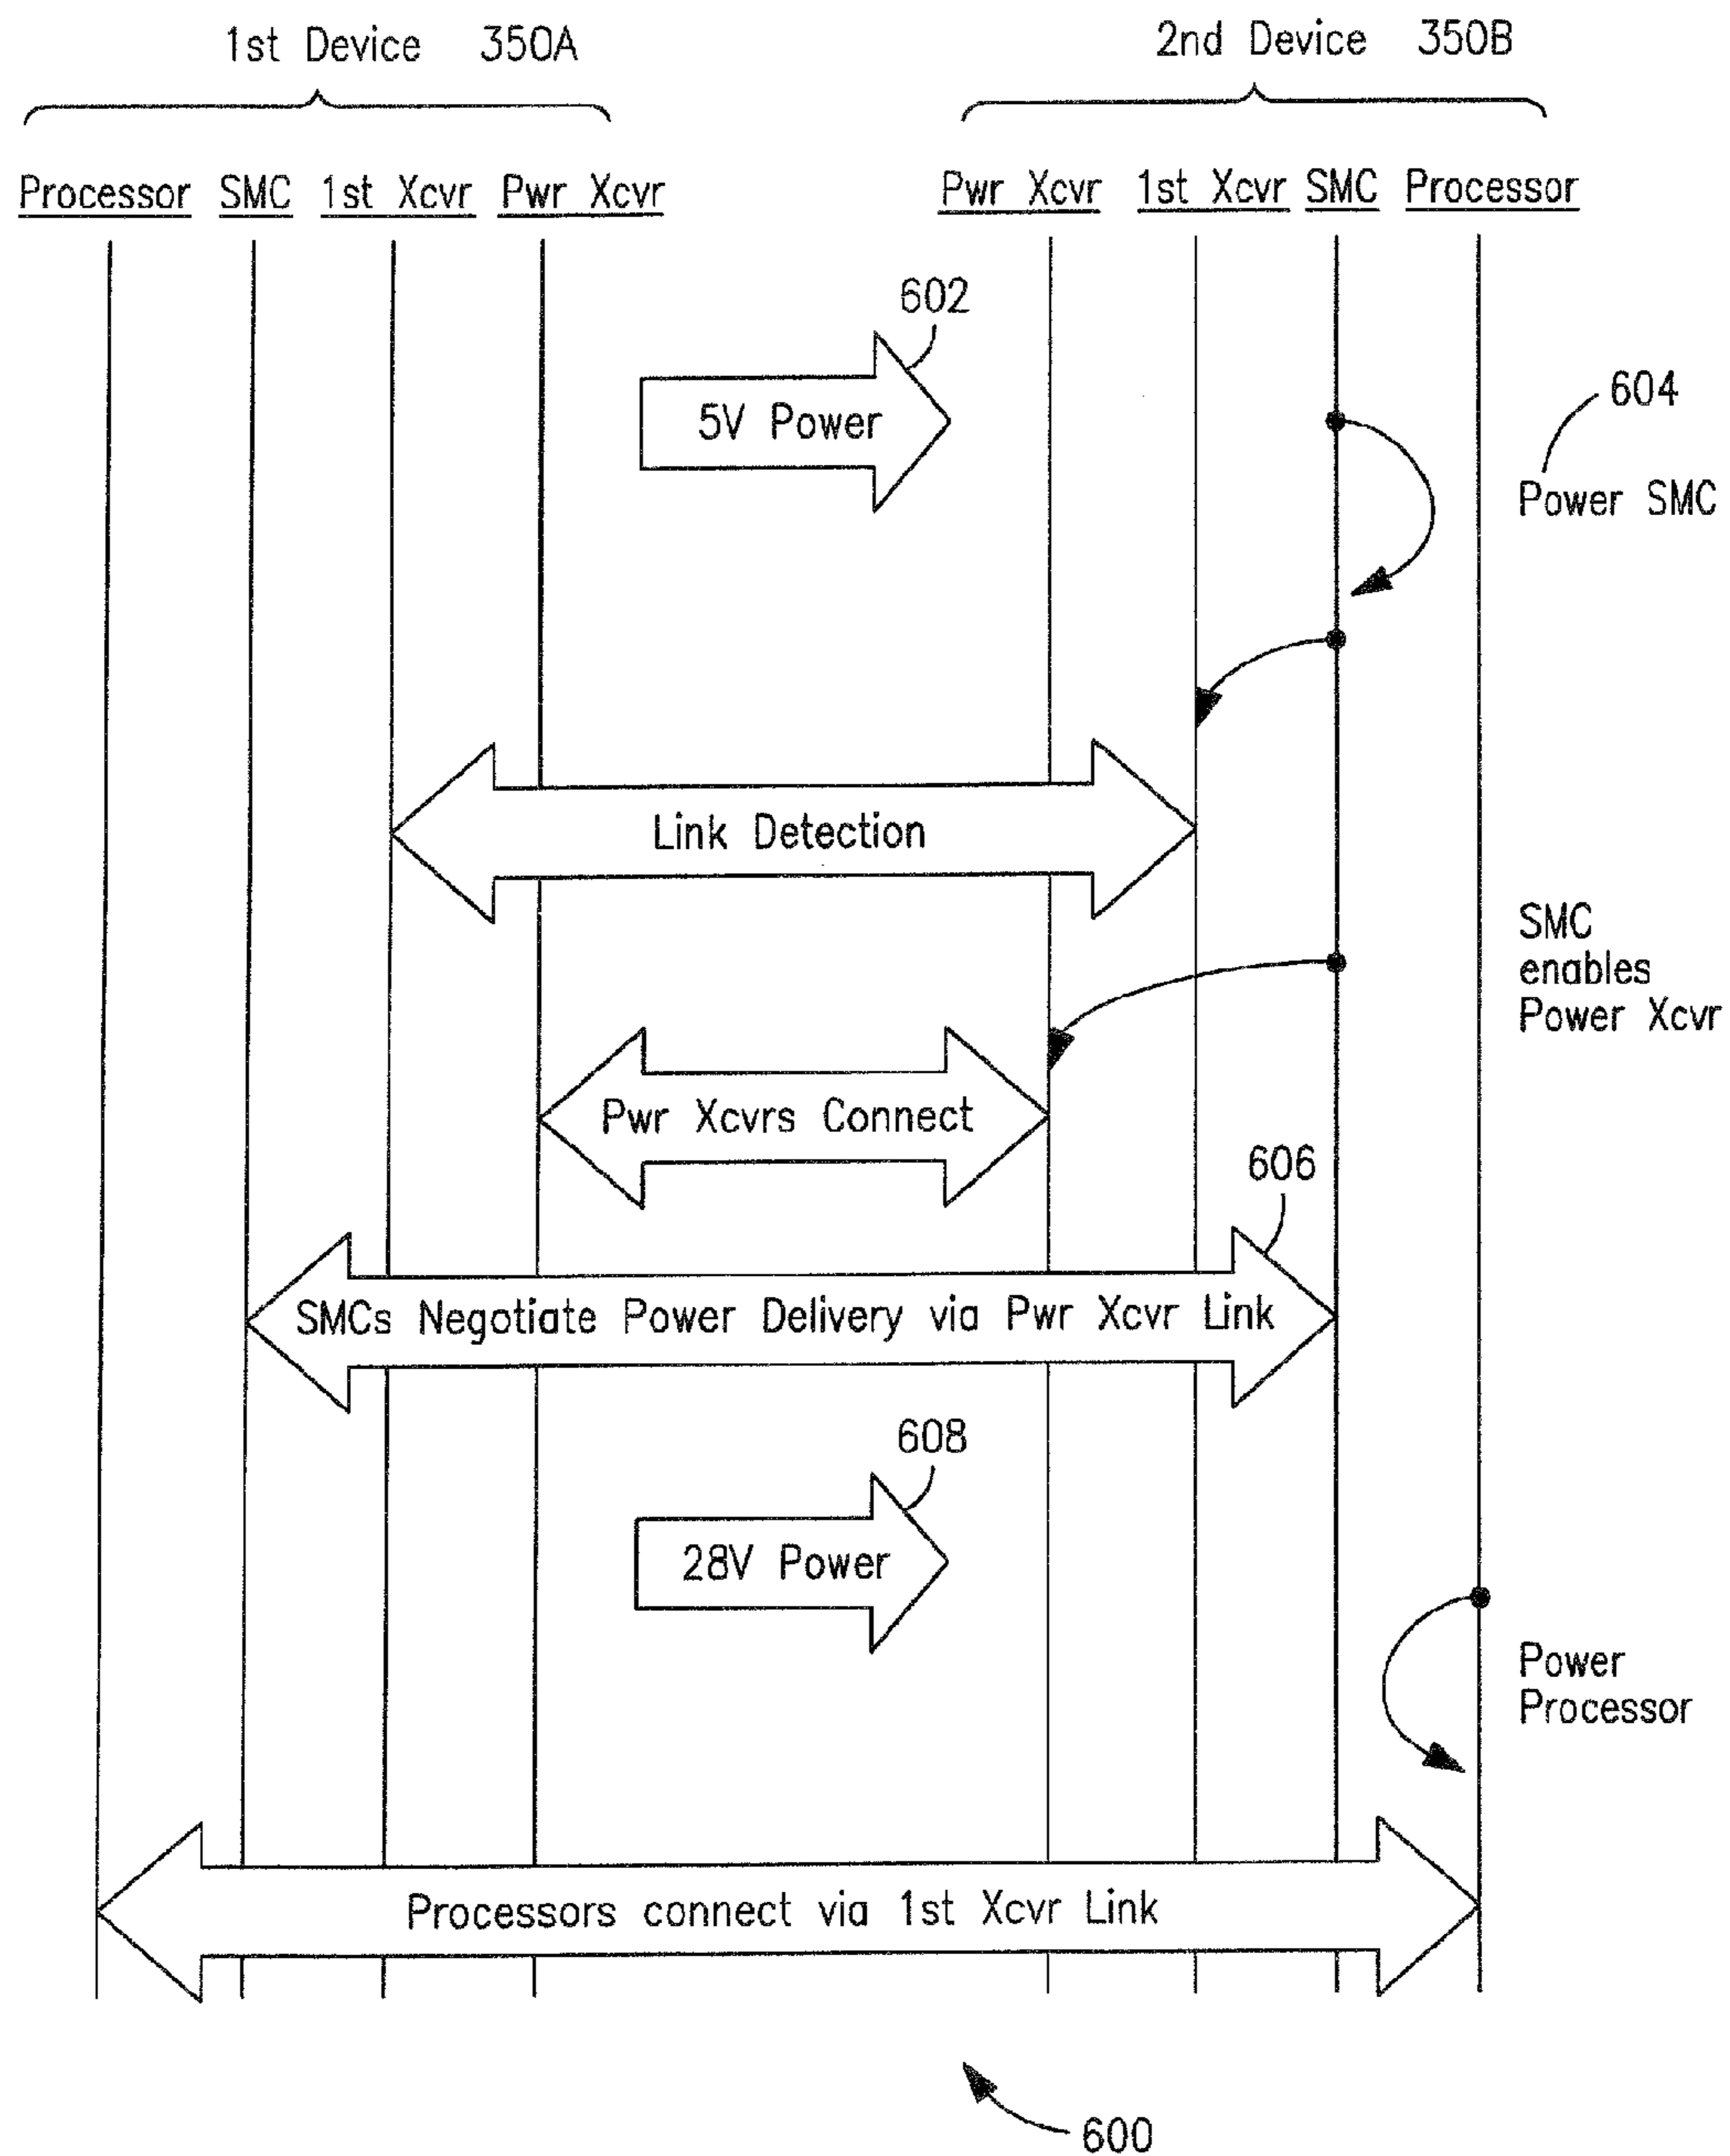 1st Device 350A
2nd Device 350B
Processor SMC 1st Xcvr Pwr Xcvr
Pwr Xcvr 1st Xcvr SMC Processor
602
5V Power
604
Power SMC
Link Detection
SMC
enables
Power Xcvr
Pwr Xcvrs Connect
606
SMCs Negotiate Power Delivery via Pwr Xcvr Link
608
28V Power
Power
Processor
Processors connect via 1st Xcvr Link
600